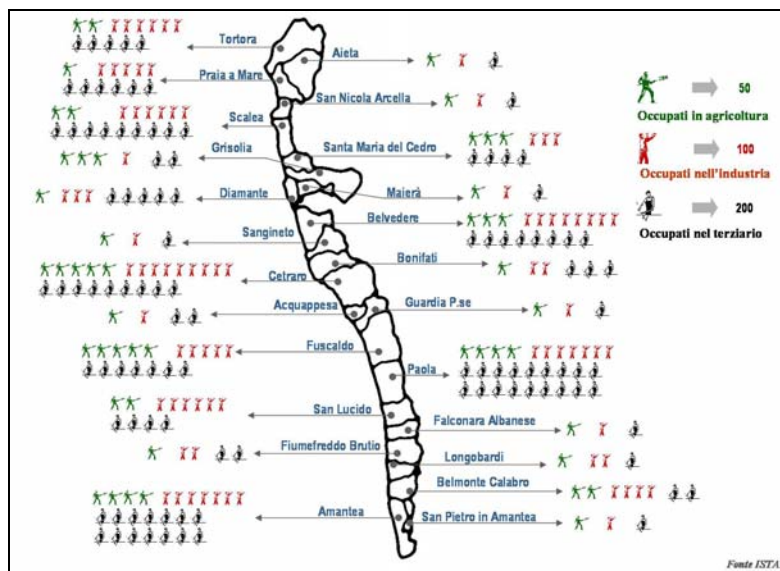 Tortora
Aieta
Praia a Mare
San Nicola Arcella
Scalea
Grisolia
Santa Maria del Cedro
Diamante
Maierà
Belvedere
Sangineto
Bonifati
Cetraro
Acquappesa
Guardia P.se
Fuscaldo
Paola
San Lucido
Falconara Albanese
Fiumefreddo Brutio
Longobardi
Belmonte Calabro
Amantea
San Pietro in Amantea
50
Occupati in agricoltura
100
Occupati nell'industria
200
Occupati nel terziario
Fonte ISTA